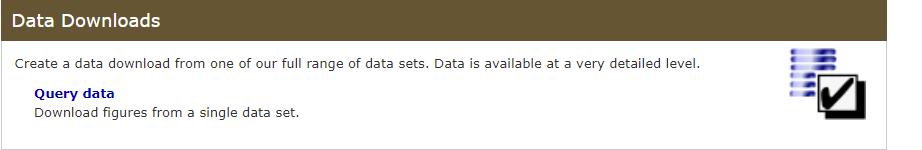 Data Downloads
Create a data download from one of our full range of data sets. Data is available at a very detailed level.
Query data
Download figures from a single data set.